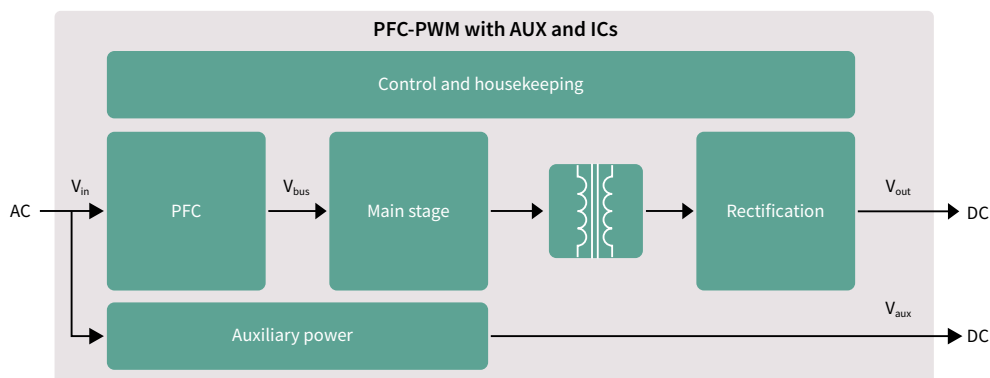 PFC-PWM with AUX and ICs
Control and housekeeping
AC
Vin
PFC
Vbus
Main stage
Rectification
Vout
DC
Auxiliary power
Vaux
DC